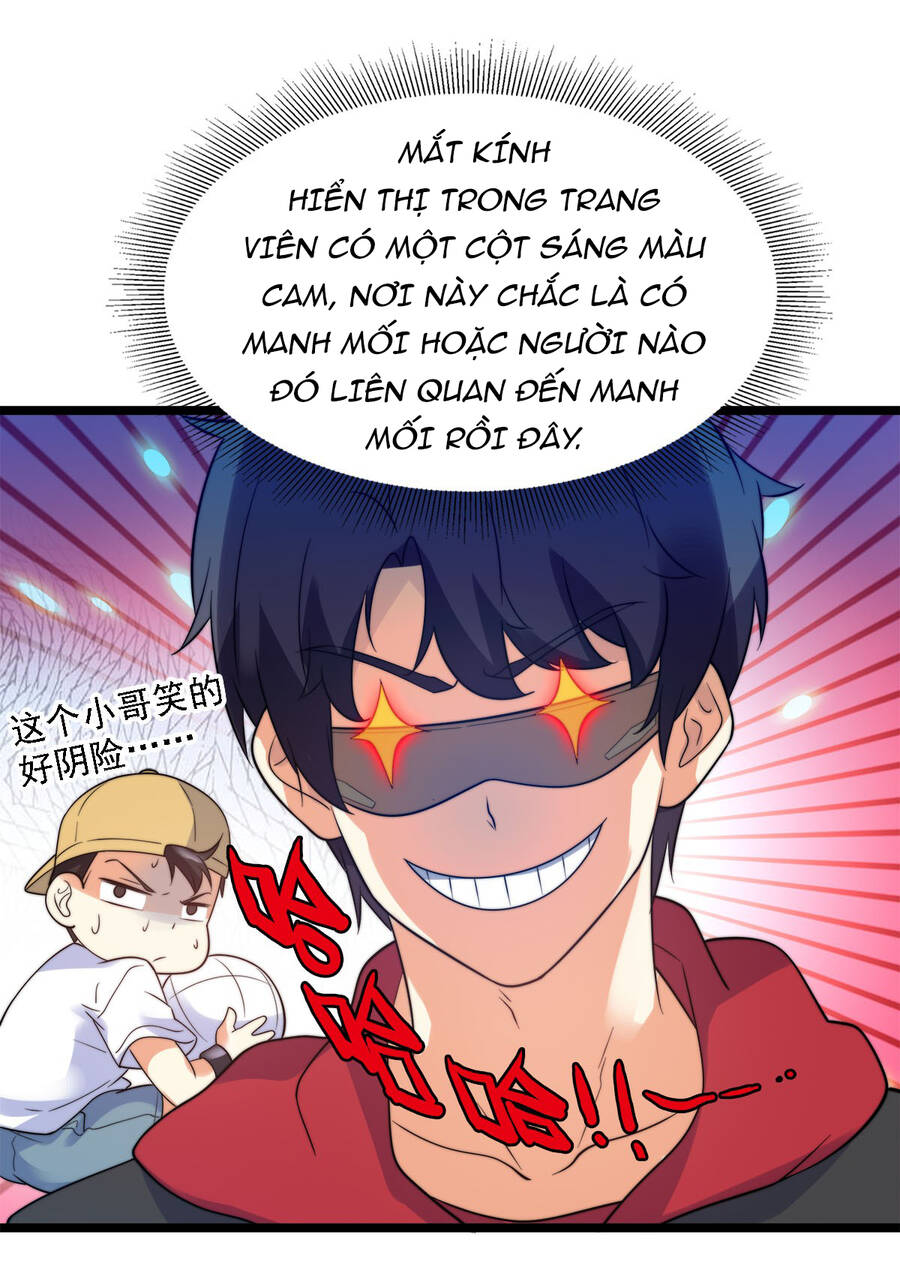 MẮT KÍNH
HIỂN THỊ TRONG TRANG
VIÊN CÓ MỘT CỘT SÁNG MÀU
CAM, NƠI NÀY CHẮC LÀ CÓ
MANH MỐI HOẶC NGƯỜI NÀO
ĐÓ LIÊN QUAN ĐẾN MANH
MỐI RỒI ĐÂY.
这个小哥笑的
好阴险……
哈
哈
哈!!——…